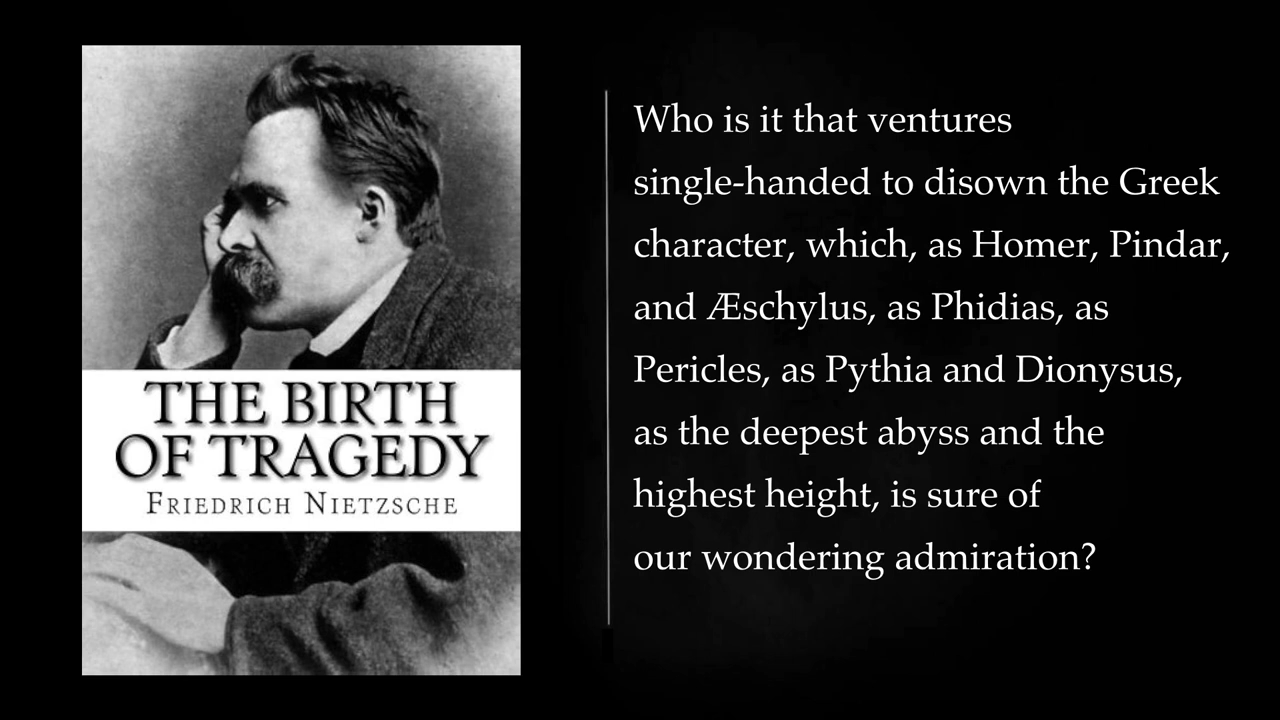 THE BIRTH
OF TRAGEDY
Friedrich Nietzsche
Who is it that ventures
single-handed to disown the Greek
character, which, as Homer, Pindar,
and Æschylus, as Phidias, as
Pericles, as Pythia and Dionysus,
as the deepest abyss and the
highest height, is sure of
our wondering admiration?